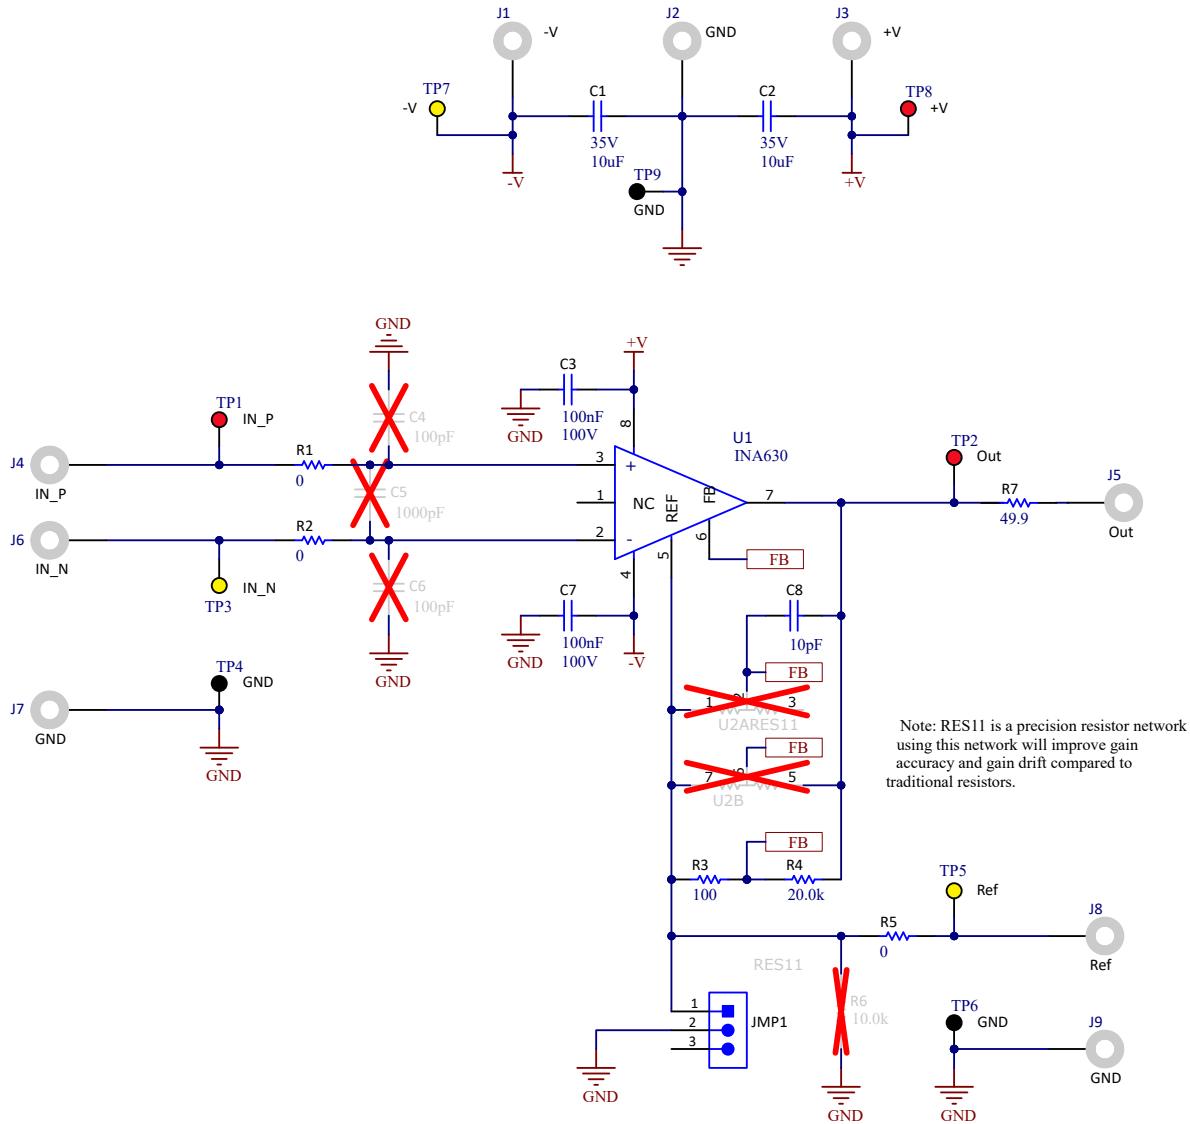 J1
J2
J3
-V
GND
+V
TP7
C1
C2
TP8
-V
+V
35V
10uF
35V
10uF
TP9
-V
+V
GND
GND
+V
C3
TP1
IN_P
C4
100pF
100nF
100V
GND
8
U1
INA630
TP2
Out
J4
R1
3
+
J5
IN_P
0
C5
1000pF
1
NC
REF
FB
7
R7
49.9
Out
J6
R2
2
-
IN_N
0
5
6
FB
TP3
IN_N
C6
100pF
4
C7
C8
100nF
100V
10pF
GND
-V
GND
FB
TP4
GND
J7
GND
1
2
3
U2ARES11
GND
FB
Note: RES11 is a precision resistor network
using this network will improve gain
accuracy and gain drift compared to
traditional resistors.
7
5
U2B
FB
R3
R4
100
20.0k
TP5
Ref
R5
J8
0
Ref
RES11
1
2
3
JMP1
R6
10.0k
TP6
GND
J9
GND
GND
GND
GND